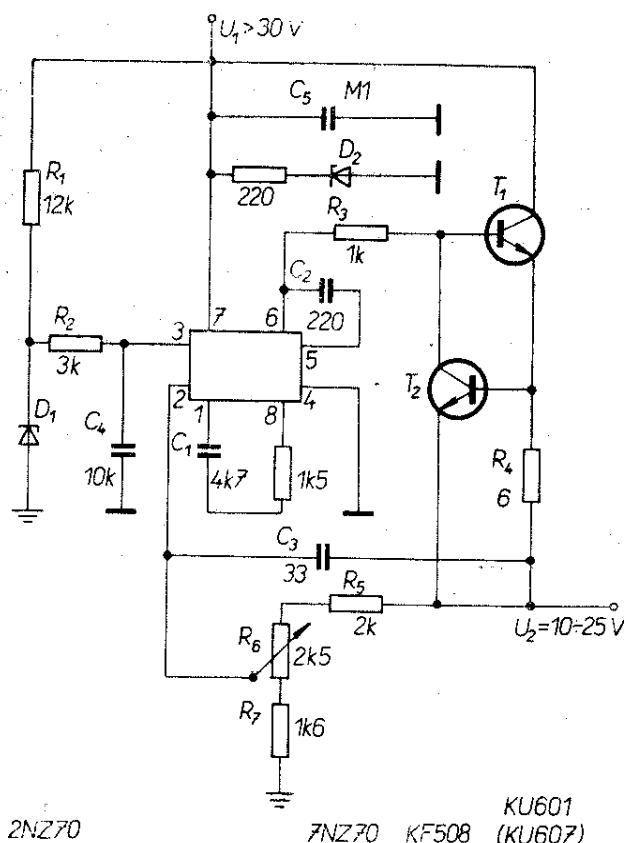 U₁>30 V
C₅ M1
D₂
220
R₁
12k
T₁
R₃
1k
C₂
220
7 6
3 5
2 4
1 8
R₂
3k
T₂
D₁
C₄
10k
C₁
4k7
1k5
R₄
6
C₃
33
R₅
2k
U₂=10÷25 V
R₆
2k5
R₇
1k6
KU601
2NZ70 7NZ70 KF508 (KU607)